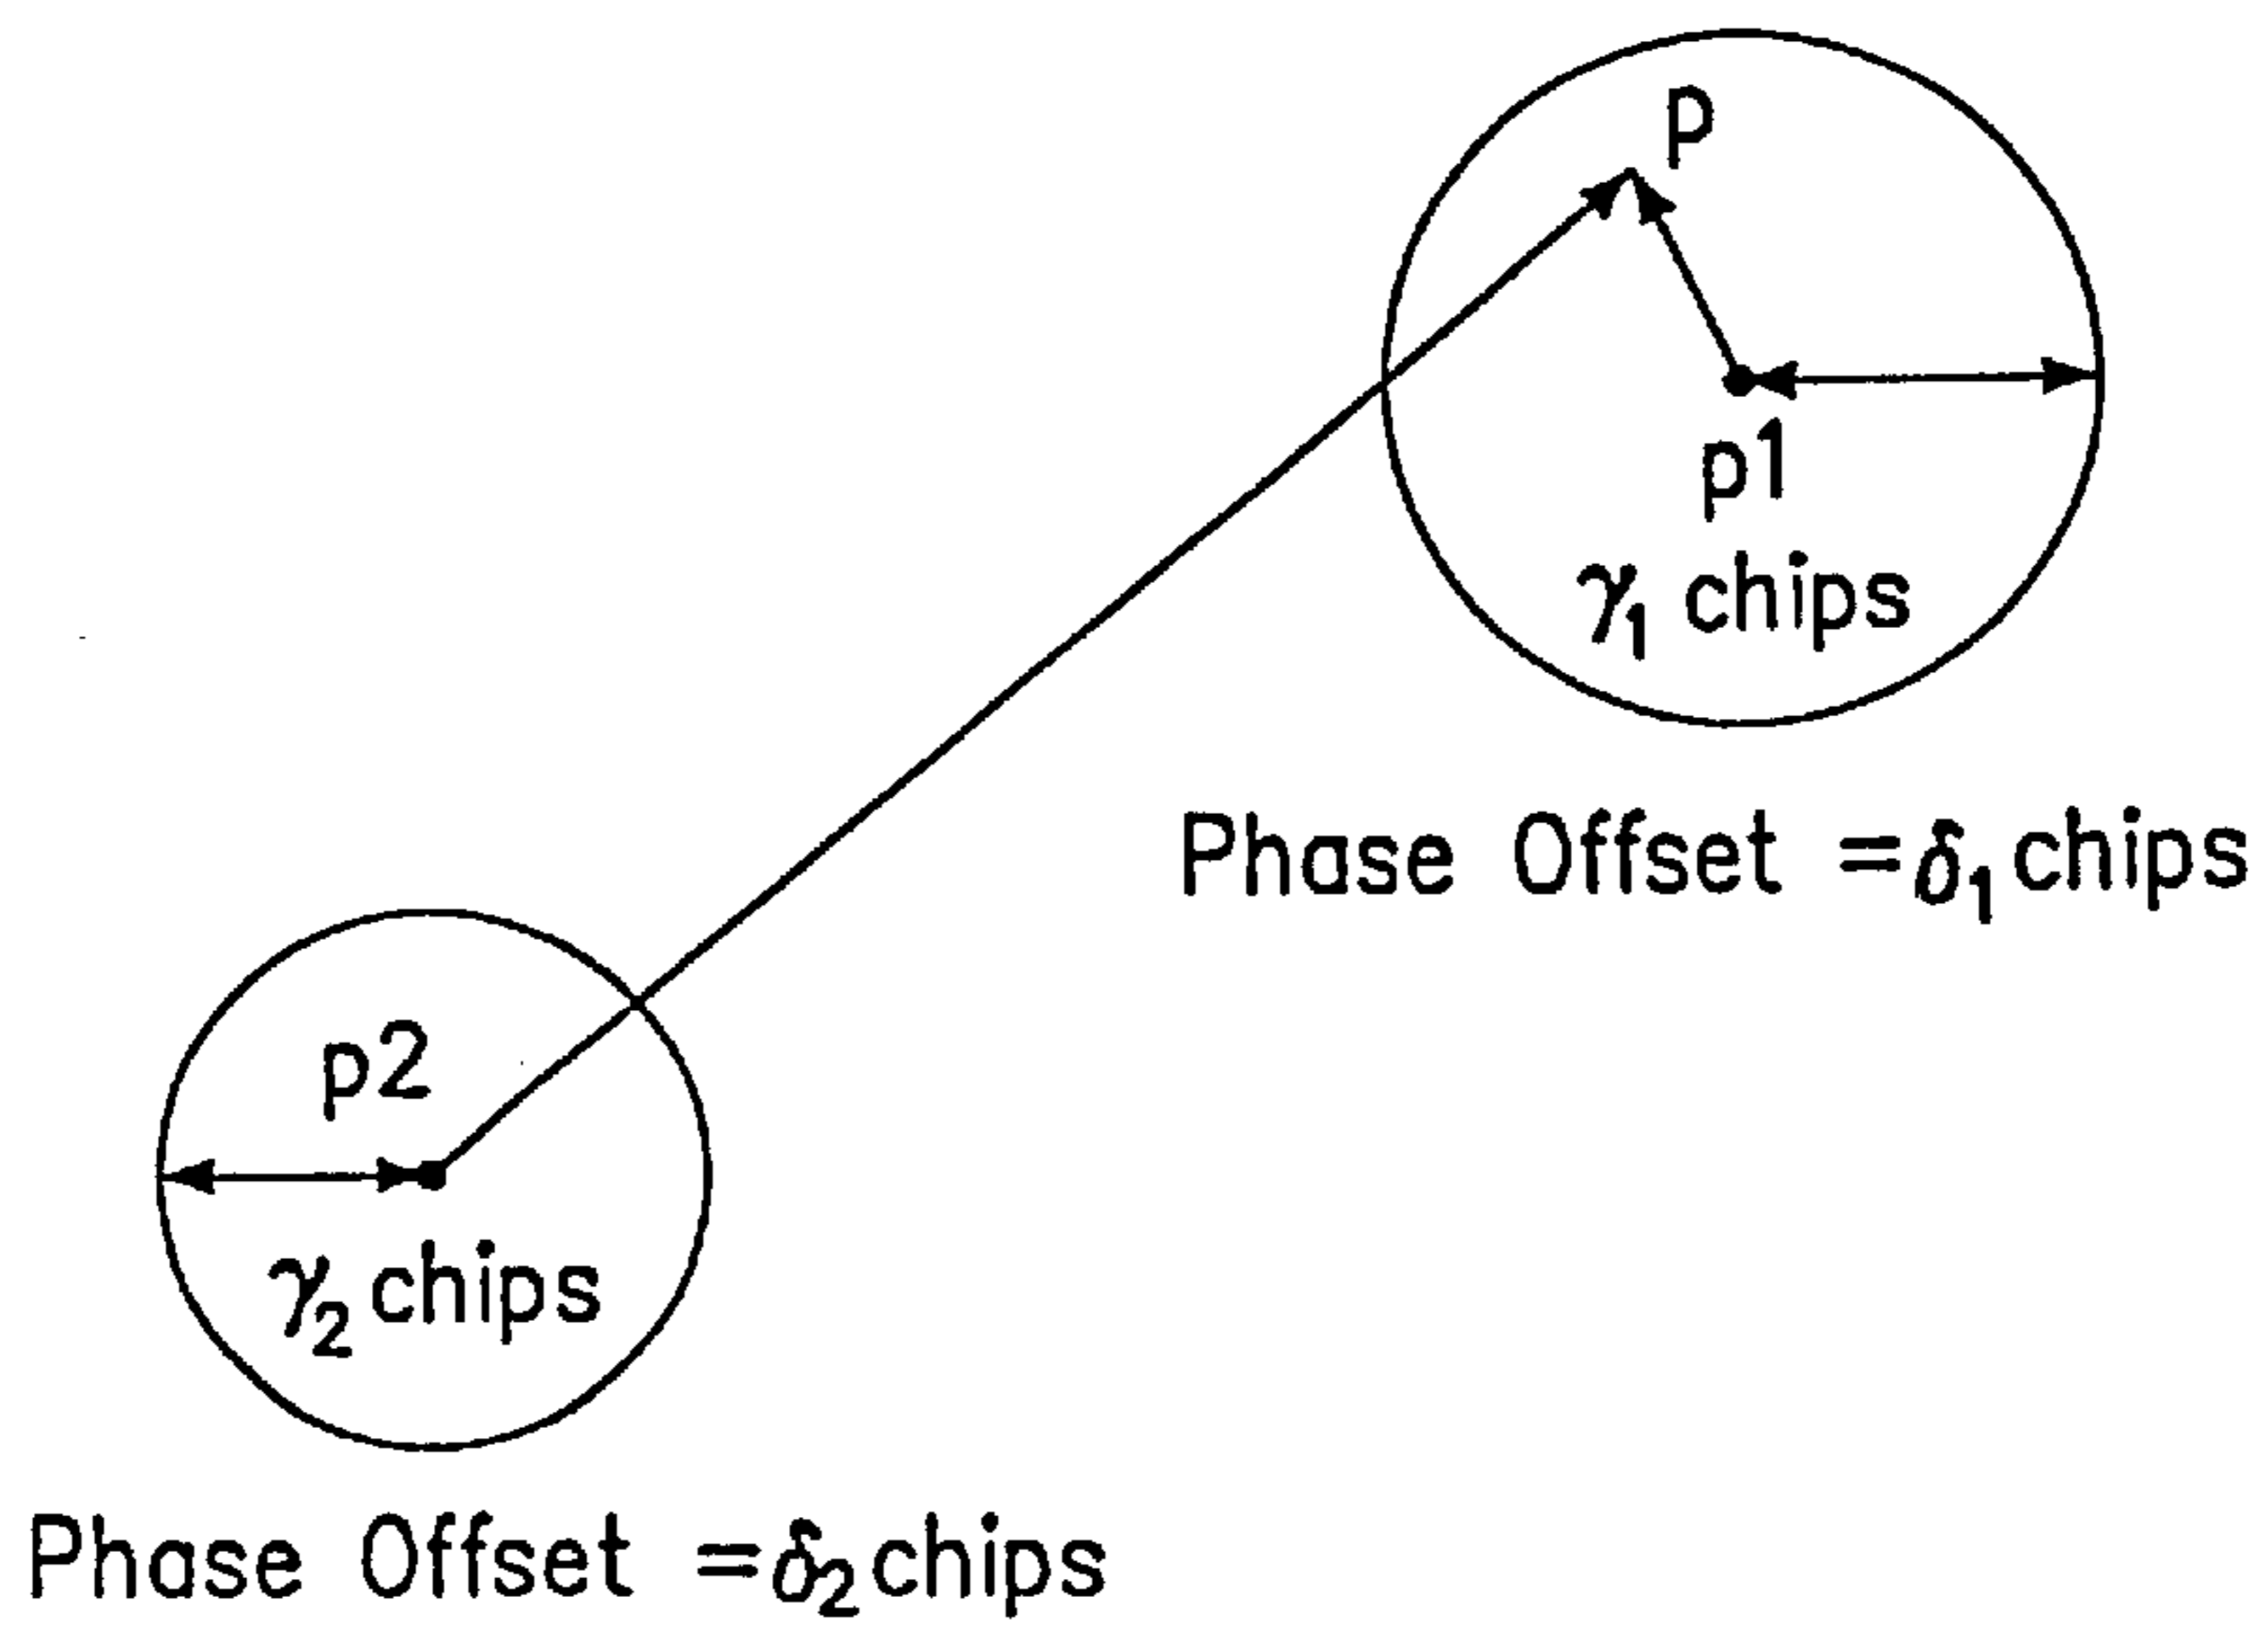 p
p1
γ1 chips
Phase Offset =δ1 chips
p2
γ2 chips
Phase Offset =δ2 chips